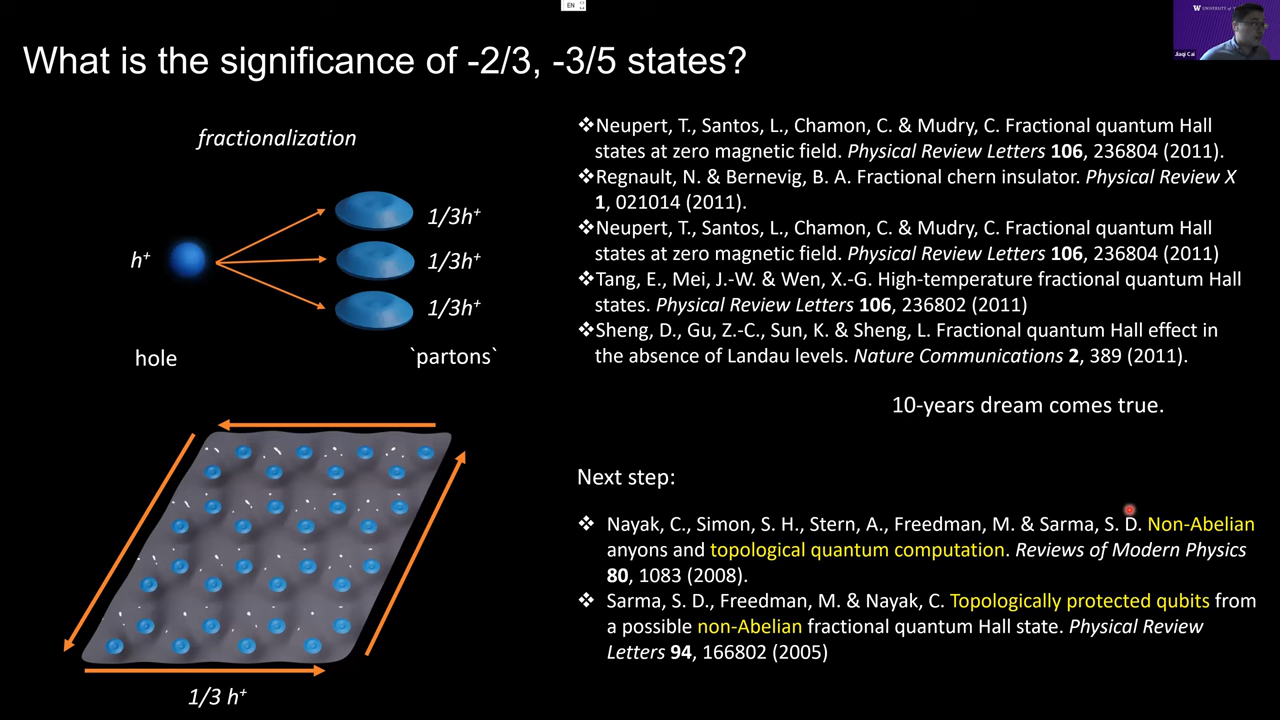 EN
UNIVERSITY of
Jiaqi Cai
What is the significance of -2/3, -3/5 states?
fractionalization
h⁺
1/3h⁺
1/3h⁺
1/3h⁺
hole
`partons`
1/3 h⁺
❖Neupert, T., Santos, L., Chamon, C. & Mudry, C. Fractional quantum Hall
states at zero magnetic field. Physical Review Letters 106, 236804 (2011).
❖Regnault, N. & Bernevig, B. A. Fractional chern insulator. Physical Review X
1, 021014 (2011).
❖Neupert, T., Santos, L., Chamon, C. & Mudry, C. Fractional quantum Hall
states at zero magnetic field. Physical Review Letters 106, 236804 (2011)
❖Tang, E., Mei, J.-W. & Wen, X.-G. High-temperature fractional quantum Hall
states. Physical Review Letters 106, 236802 (2011)
❖Sheng, D., Gu, Z.-C., Sun, K. & Sheng, L. Fractional quantum Hall effect in
the absence of Landau levels. Nature Communications 2, 389 (2011).
10-years dream comes true.
Next step:
❖ Nayak, C., Simon, S. H., Stern, A., Freedman, M. & Sarma, S. D. Non-Abelian
anyons and topological quantum computation. Reviews of Modern Physics
80, 1083 (2008).
❖ Sarma, S. D., Freedman, M. & Nayak, C. Topologically protected qubits from
a possible non-Abelian fractional quantum Hall state. Physical Review
Letters 94, 166802 (2005)